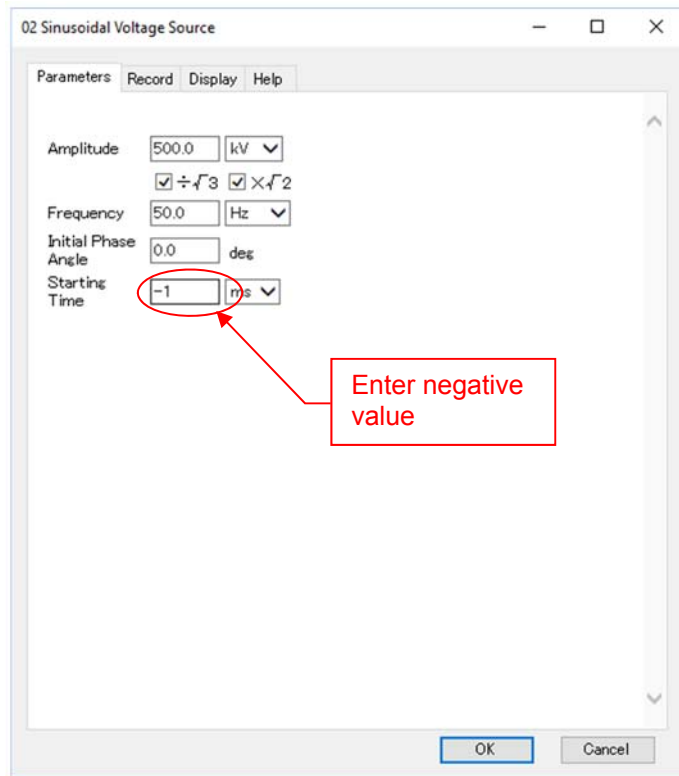 02 Sinusoidal Voltage Source
Parameters Record Display Help
Amplitude 500.0 kV
÷√3 ×√2
Frequency 50.0 Hz
Initial Phase
Angle 0.0 deg
Starting
Time -1 ms
Enter negative
value
OK Cancel